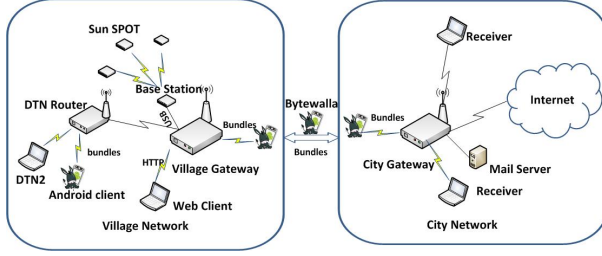 Sun SPOT
DTN Router
Base Station
USB
Bundles
bundles
HTTP
Village Gateway
DTN2
Android client
Web Client
Village Network
Bytewalla
Bundles
Receiver
Bundles
Internet
City Gateway
Mail Server
Receiver
City Network